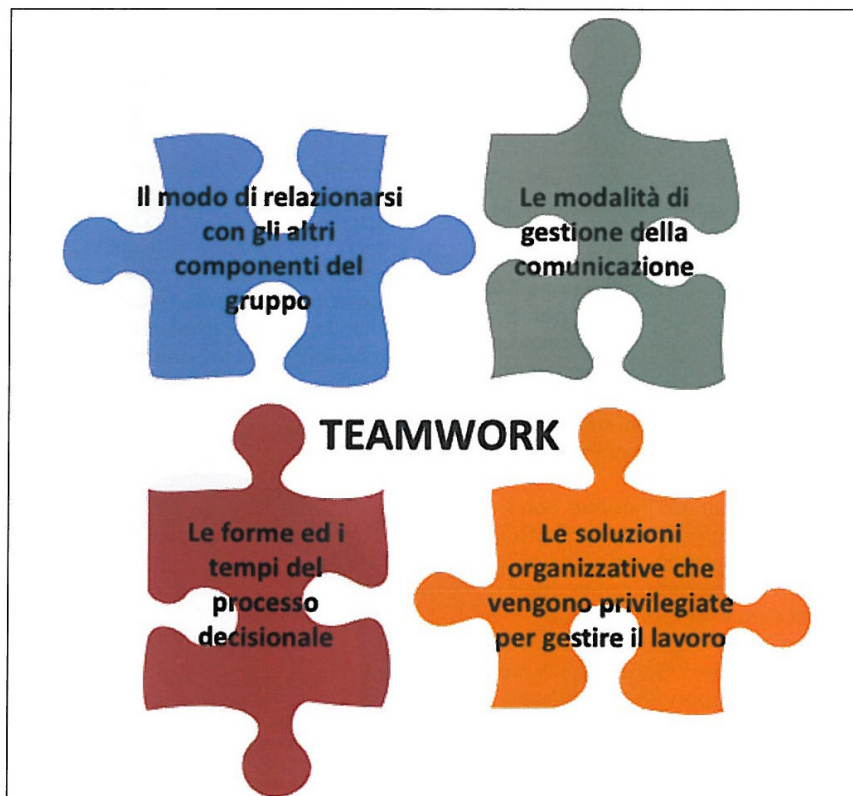 Il modo di relazionarsi
con gli altri
componenti del
gruppo
Le modalità di
gestione della
comunicazione
TEAMWORK
Le forme ed i
tempi del
processo
decisionale
Le soluzioni
organizzative che
vengono privilegiate
per gestire il lavoro